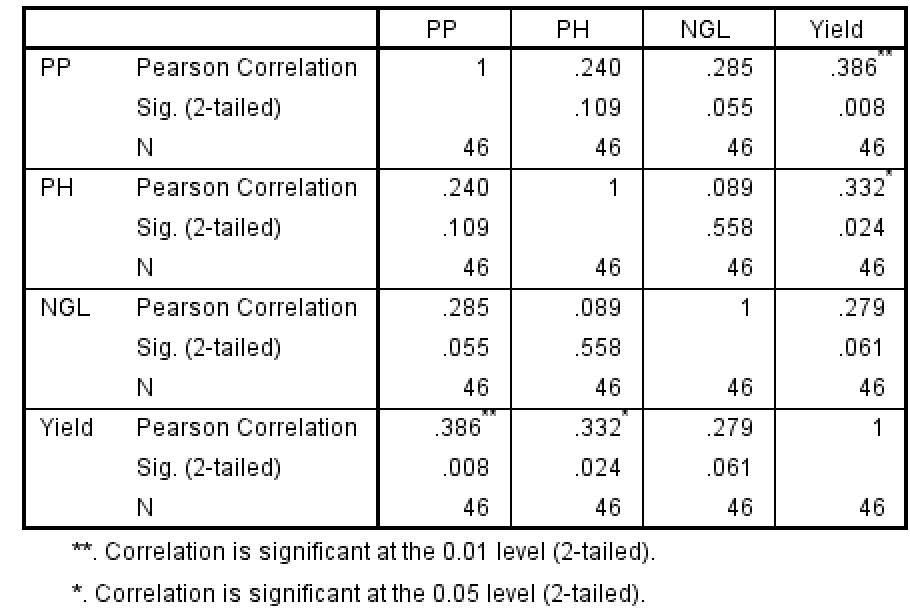 PP PH NGL Yield
PP Pearson Correlation 1 .240 .285 .386**
Sig. (2-tailed) .109 .055 .008
N 46 46 46 46
PH Pearson Correlation .240 1 .089 .332*
Sig. (2-tailed) .109 .558 .024
N 46 46 46 46
NGL Pearson Correlation .285 .089 1 .279
Sig. (2-tailed) .055 .558 .061
N 46 46 46 46
Yield Pearson Correlation .386** .332* .279 1
Sig. (2-tailed) .008 .024 .061
N 46 46 46 46
**. Correlation is significant at the 0.01 level (2-tailed).
*. Correlation is significant at the 0.05 level (2-tailed).